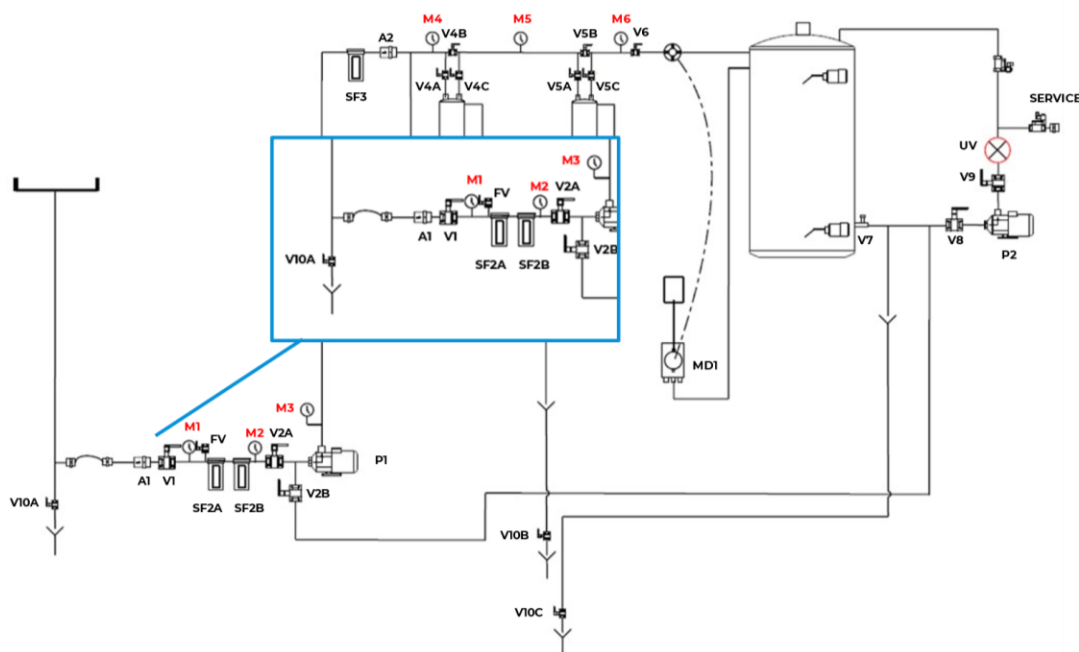 M4
M5
M6
A2
V4B
V5B
V6
SF3
V4A
V4C
V5A
V5C
SERVICE
UV
V9
M3
M1
FV
M2
V2A
A1
V1
V2B
V10A
SF2A
SF2B
V7
V8
P2
MD1
M3
M1
FV
M2
V2A
P1
A1
V1
SF2A
SF2B
V2B
V10A
V10B
V10C